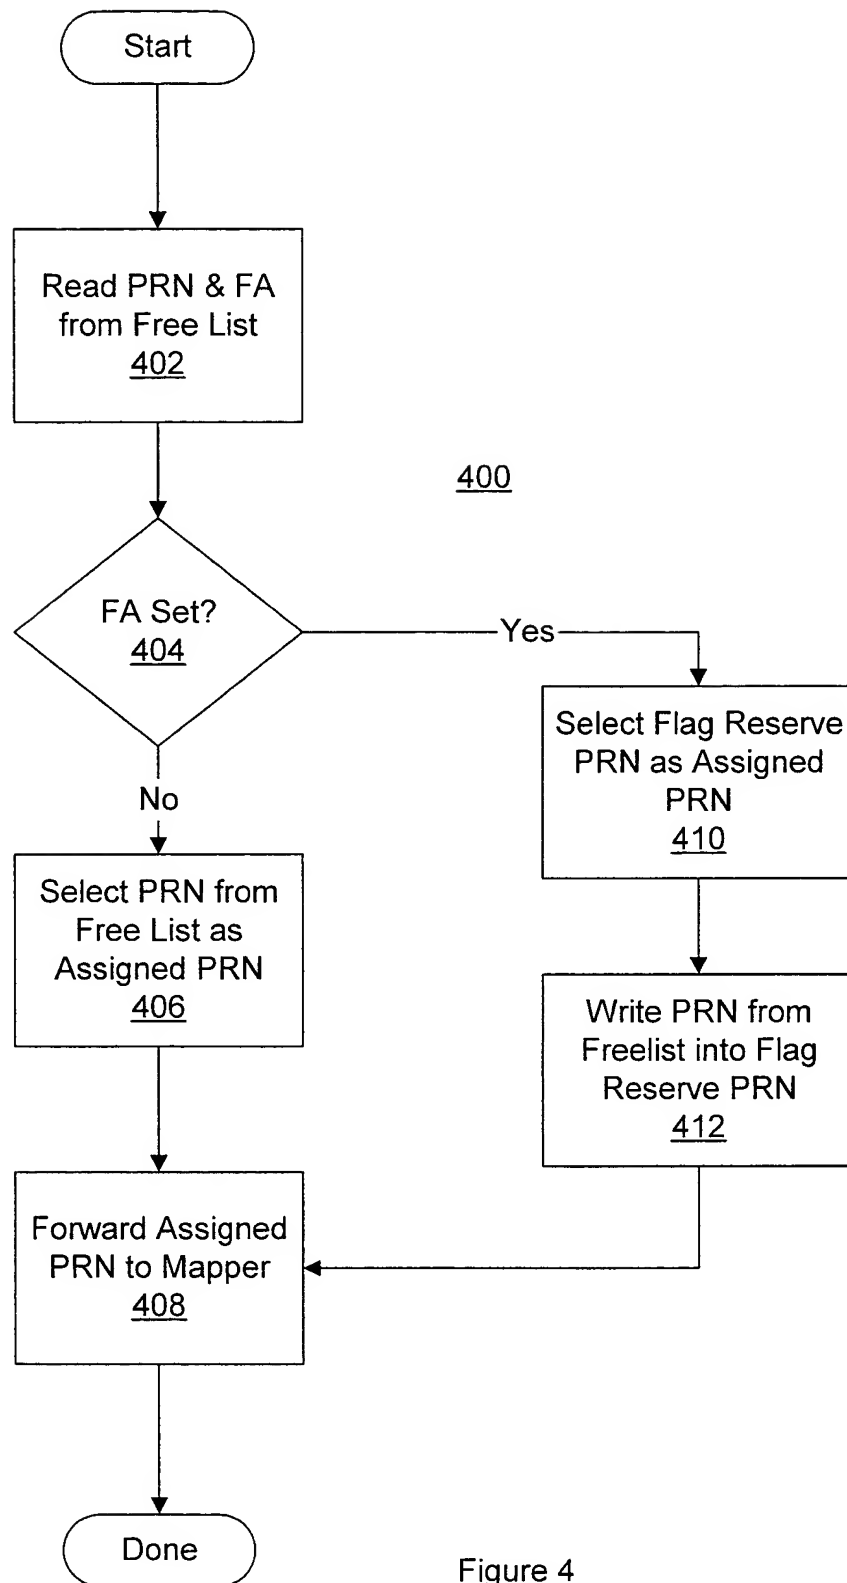 Start
Read PRN & FA
from Free List
402
400
FA Set?
404
Yes
No
Select Flag Reserve
PRN as Assigned
PRN
410
Select PRN from
Free List as
Assigned PRN
406
Write PRN from
Freelist into Flag
Reserve PRN
412
Forward Assigned
PRN to Mapper
408
Done
Figure 4